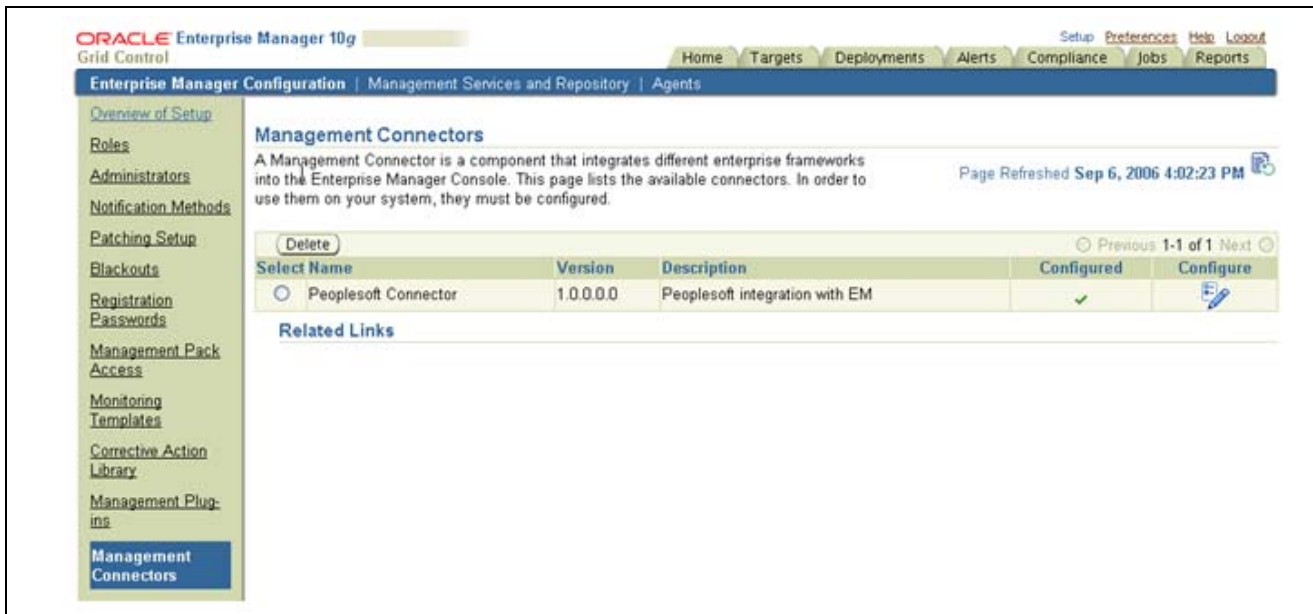 ORACLE Enterprise Manager 10g
Grid Control
Setup Preferences Help Logout
Home Targets Deployments Alerts Compliance Jobs Reports
Enterprise Manager Configuration | Management Services and Repository | Agents
Overview of Setup
Roles
Administrators
Notification Methods
Patching Setup
Blackouts
Registration
Passwords
Management Pack
Access
Monitoring
Templates
Corrective Action
Library
Management Plug-
ins
Management
Connectors
Management Connectors
A Management Connector is a component that integrates different enterprise frameworks
into the Enterprise Manager Console. This page lists the available connectors. In order to
use them on your system, they must be configured.
Page Refreshed Sep 6, 2006 4:02:23 PM
Delete
Previous 1-1 of 1 Next
Select Name Version Description Configured Configure
Peoplesoft Connector 1.0.0.0.0 Peoplesoft integration with EM
Related Links